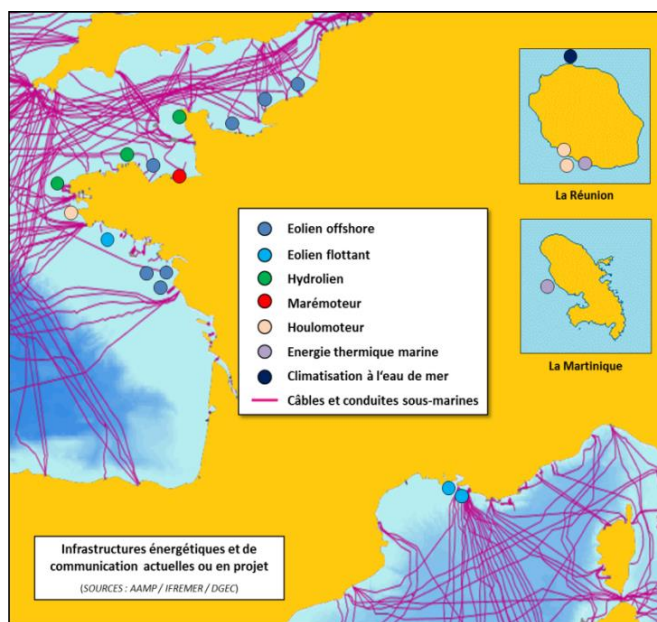 La Réunion
Eolien offshore
Eolien flottant
Hydrolien
Marémoteur
Houlomoteur
Energie thermique marine
Climatisation à l'eau de mer
Câbles et conduites sous-marines
La Martinique
Infrastructures énergétiques et de
communication actuelles ou en projet
(SOURCES : AAMP / IFREMER / DGEC)